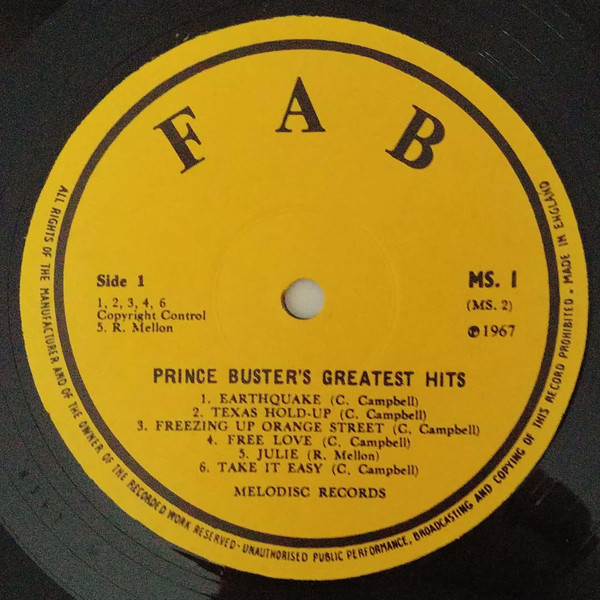 FAB
Side 1
1, 2, 3, 4, 6
Copyright Control
5. R. Mellon
MS. 1
(MS. 2)
℗ 1967
PRINCE BUSTER'S GREATEST HITS
1. EARTHQUAKE (C. Campbell)
2. TEXAS HOLD-UP (C. Campbell)
3. FREEZING UP ORANGE STREET (C. Campbell)
4. FREE LOVE (C. Campbell)
5. JULIE (R. Mellon)
6. TAKE IT EASY (C. Campbell)
MELODISC RECORDS
ALL RIGHTS OF THE MANUFACTURER AND OF THE OWNER OF THE RECORDED WORK RESERVED · UNAUTHORISED PUBLIC PERFORMANCE, BROADCASTING AND COPYING OF THIS RECORD PROHIBITED · MADE IN ENGLAND